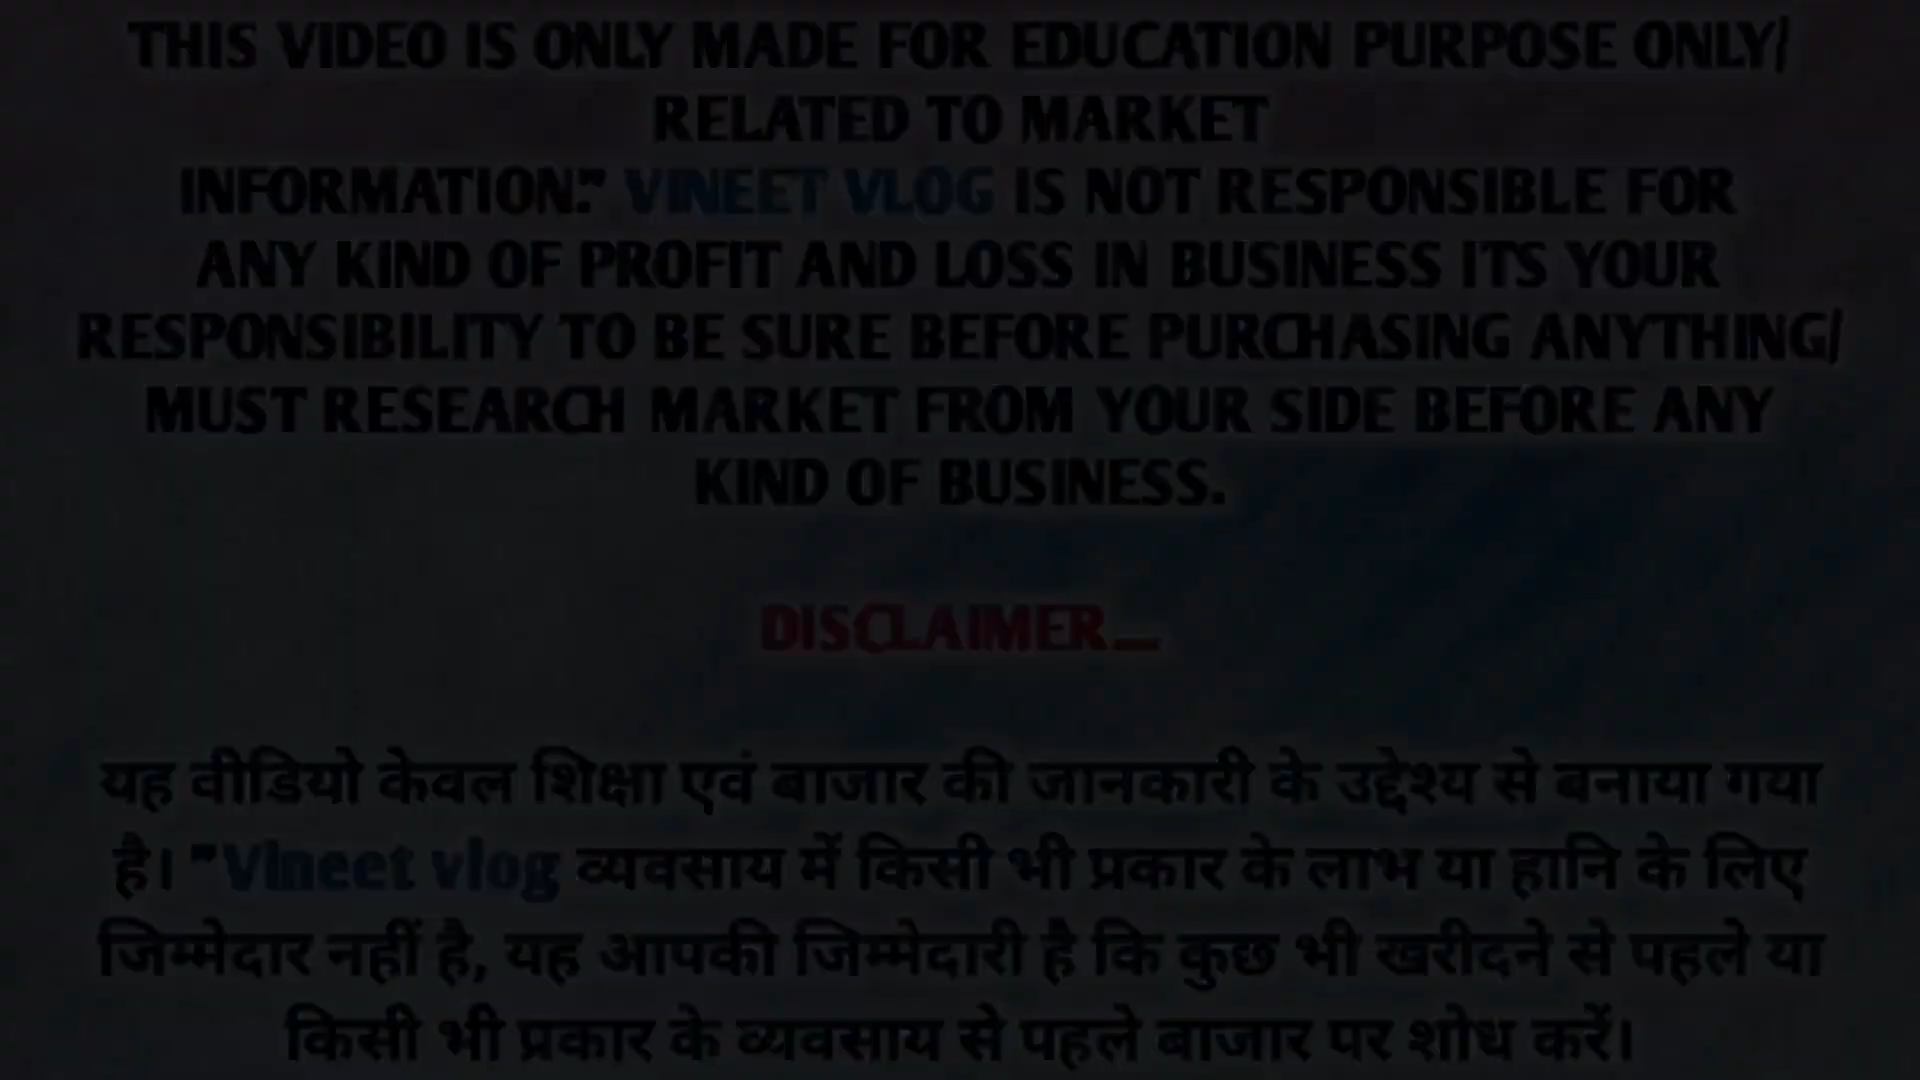 THIS VIDEO IS ONLY MADE FOR EDUCATION PURPOSE ONLY/
RELATED TO MARKET
INFORMATION." VINEET VLOG IS NOT RESPONSIBLE FOR
ANY KIND OF PROFIT AND LOSS IN BUSINESS ITS YOUR
RESPONSIBILITY TO BE SURE BEFORE PURCHASING ANYTHING/
MUST RESEARCH MARKET FROM YOUR SIDE BEFORE ANY
KIND OF BUSINESS.
DISCLAIMER...
यह वीडियो केवल शिक्षा एवं बाजार की जानकारी के उद्देश्य से बनाया गया
है। "Vineet vlog व्यवसाय में किसी भी प्रकार के लाभ या हानि के लिए
जिम्मेदार नहीं है, यह आपकी जिम्मेदारी है कि कुछ भी खरीदने से पहले या
किसी भी प्रकार के व्यवसाय से पहले बाजार पर शोध करें।